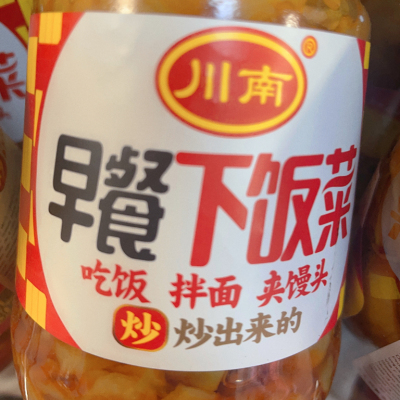 川南®
早餐下饭菜
吃饭 拌面 夹馒头
炒 炒出来的